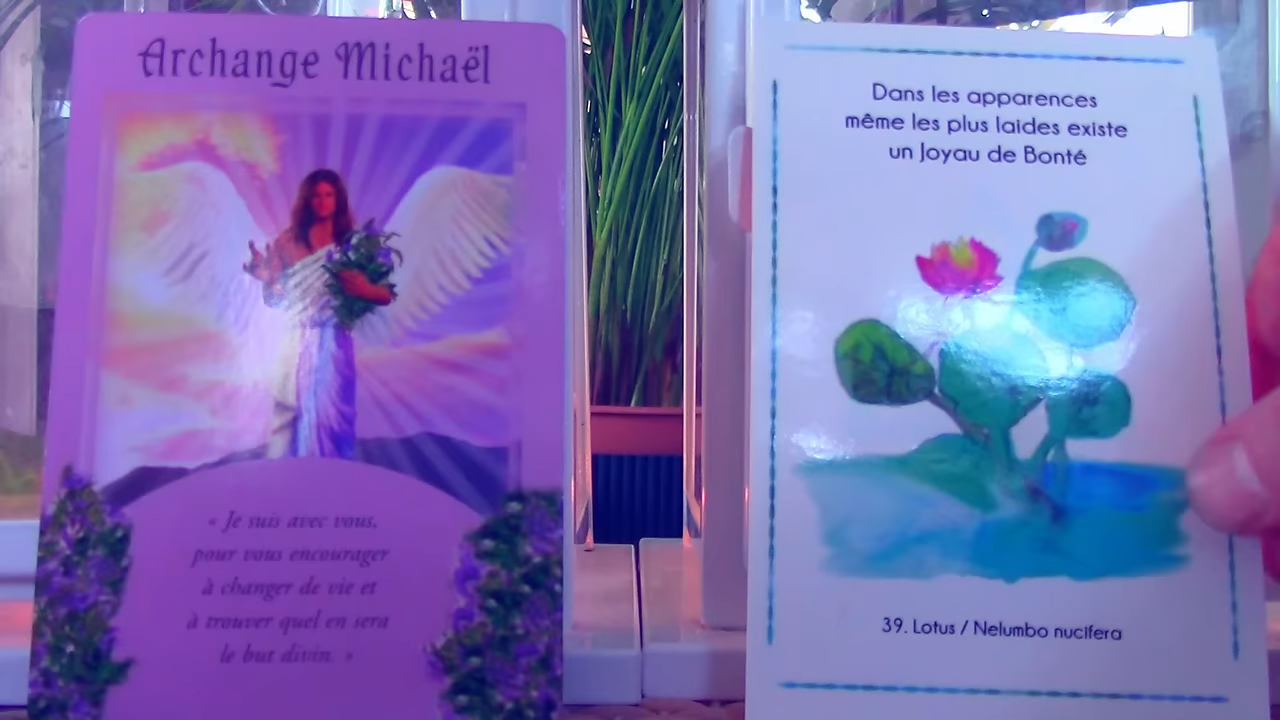 Archange Michaël
« Je suis avec vous,
pour vous encourager
à changer de vie et
à trouver quel en sera
le but divin. »
Dans les apparences
même les plus laides existe
un Joyau de Bonté
39. Lotus / Nelumbo nucifera